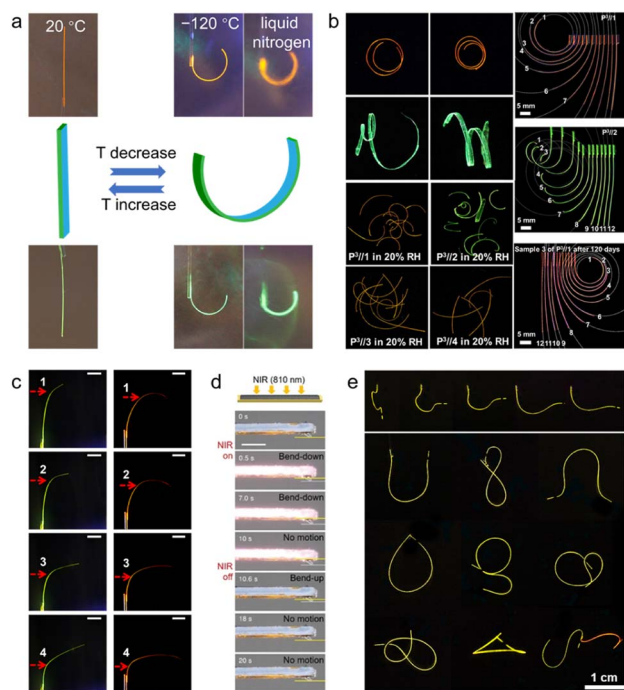 a
20 °C
−120 °C
liquid
nitrogen
T decrease
T increase
b
P³//1 in 20% RH
P³//2 in 20% RH
P³//3 in 20% RH
P³//4 in 20% RH
P³//1
1
2
3
4
5
6
7
8
5 mm
P³//2
1
2
3
4
5
6
7
8
9 10 11 12
5 mm
Sample 3 of P³//1 after 120 days
1
2
3
4
5
6
7
8
12 11 10 9
5 mm
c
1
1
2
2
3
3
4
4
d
NIR (810 nm)
0 s
NIR
on
0.5 s
Bend-down
7.0 s
Bend-down
10 s
No motion
NIR
off
10.6 s
Bend-up
18 s
No motion
20 s
No motion
e
1 cm